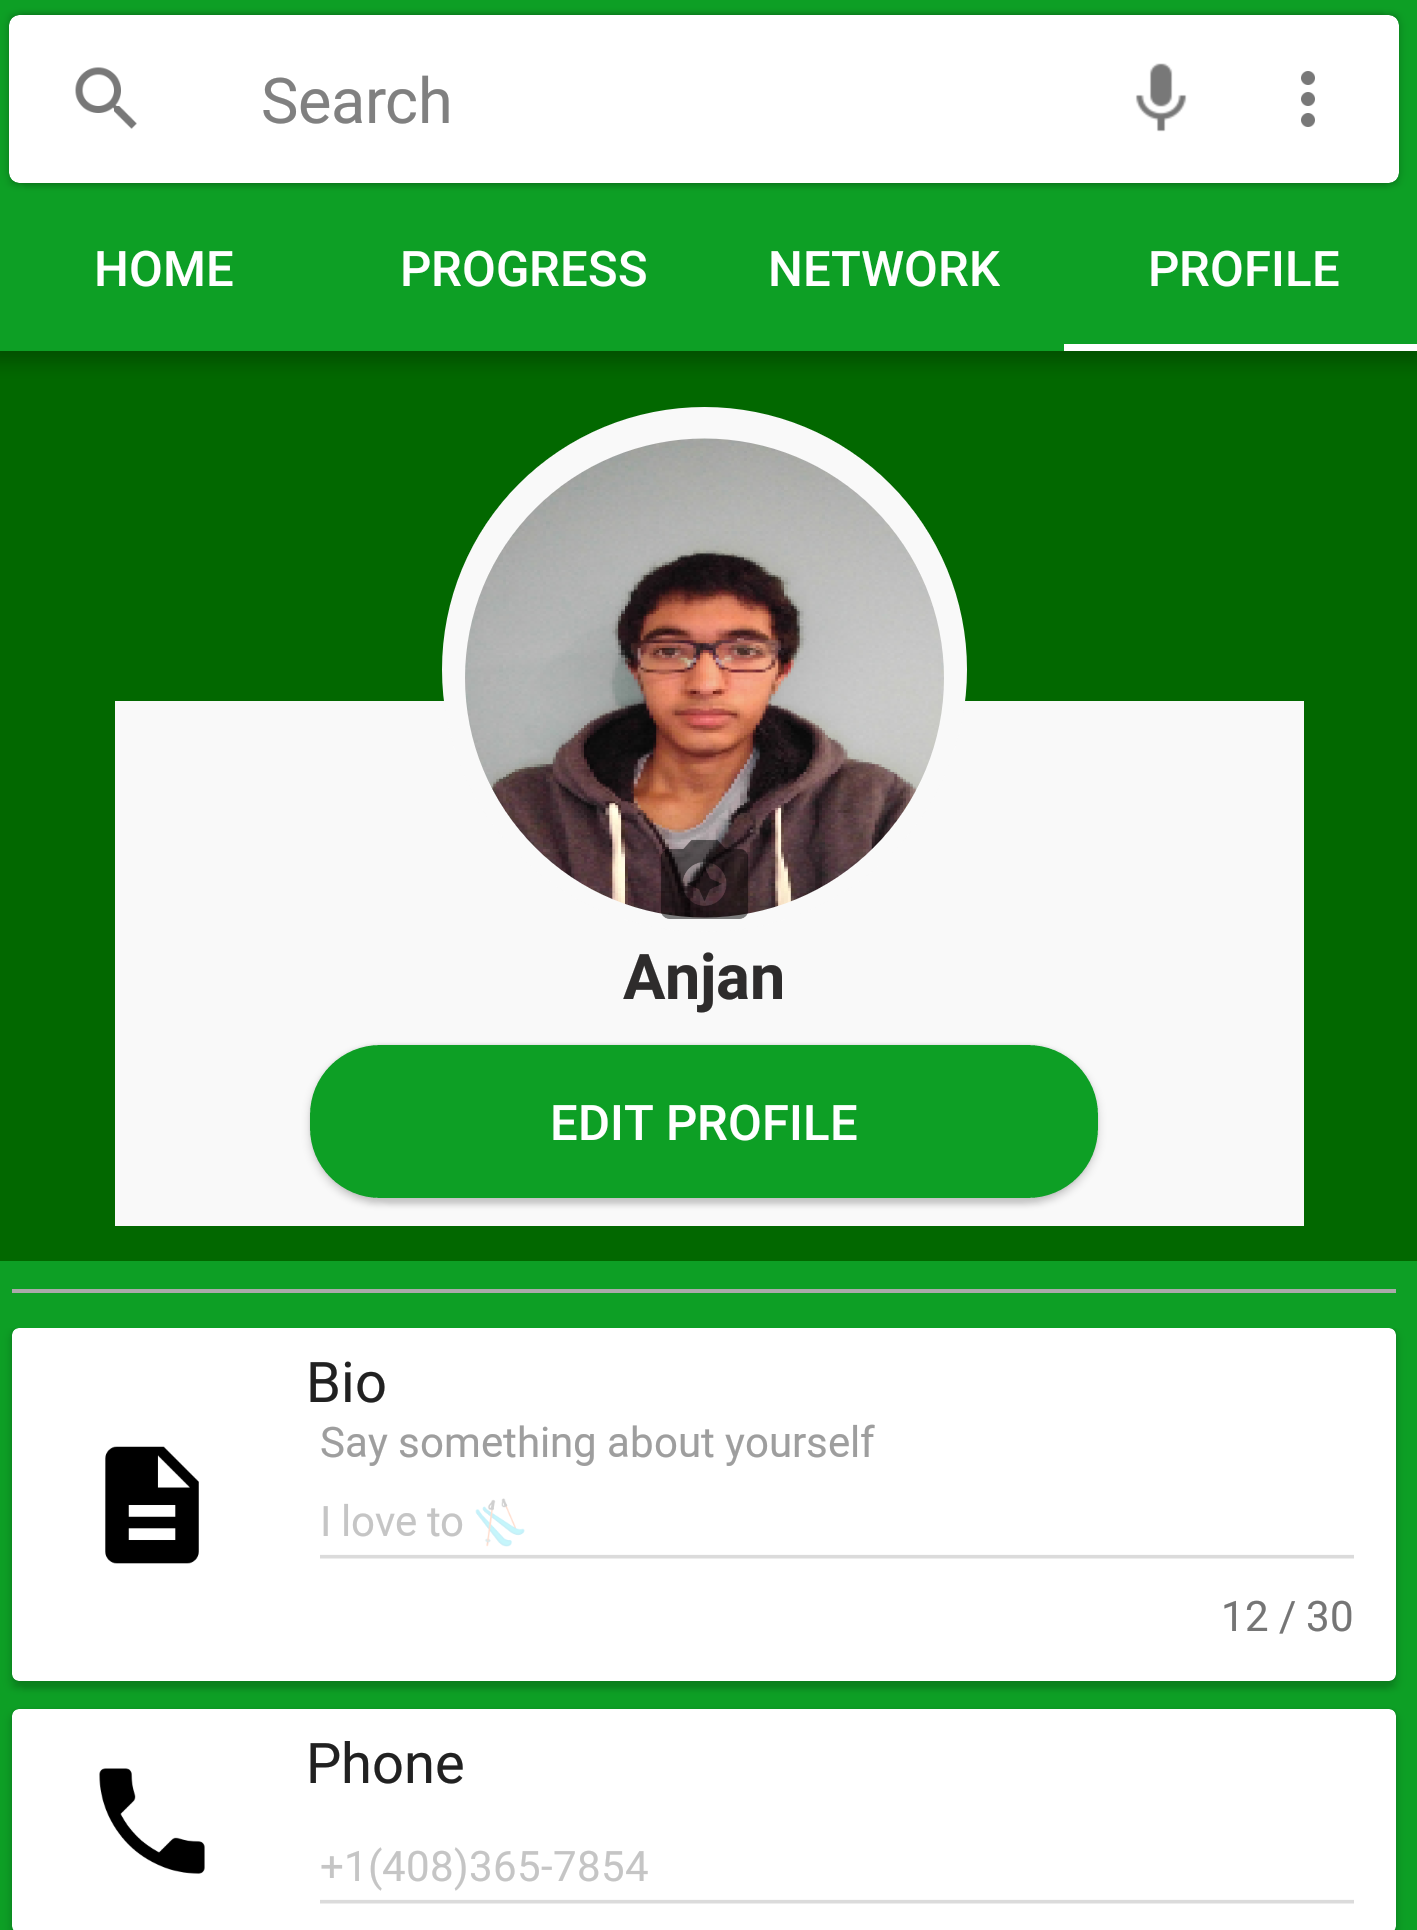 Search
HOME PROGRESS NETWORK PROFILE
Anjan
EDIT PROFILE
Bio
Say something about yourself
I love to 🎿
12 / 30
Phone
+1(408)365-7854